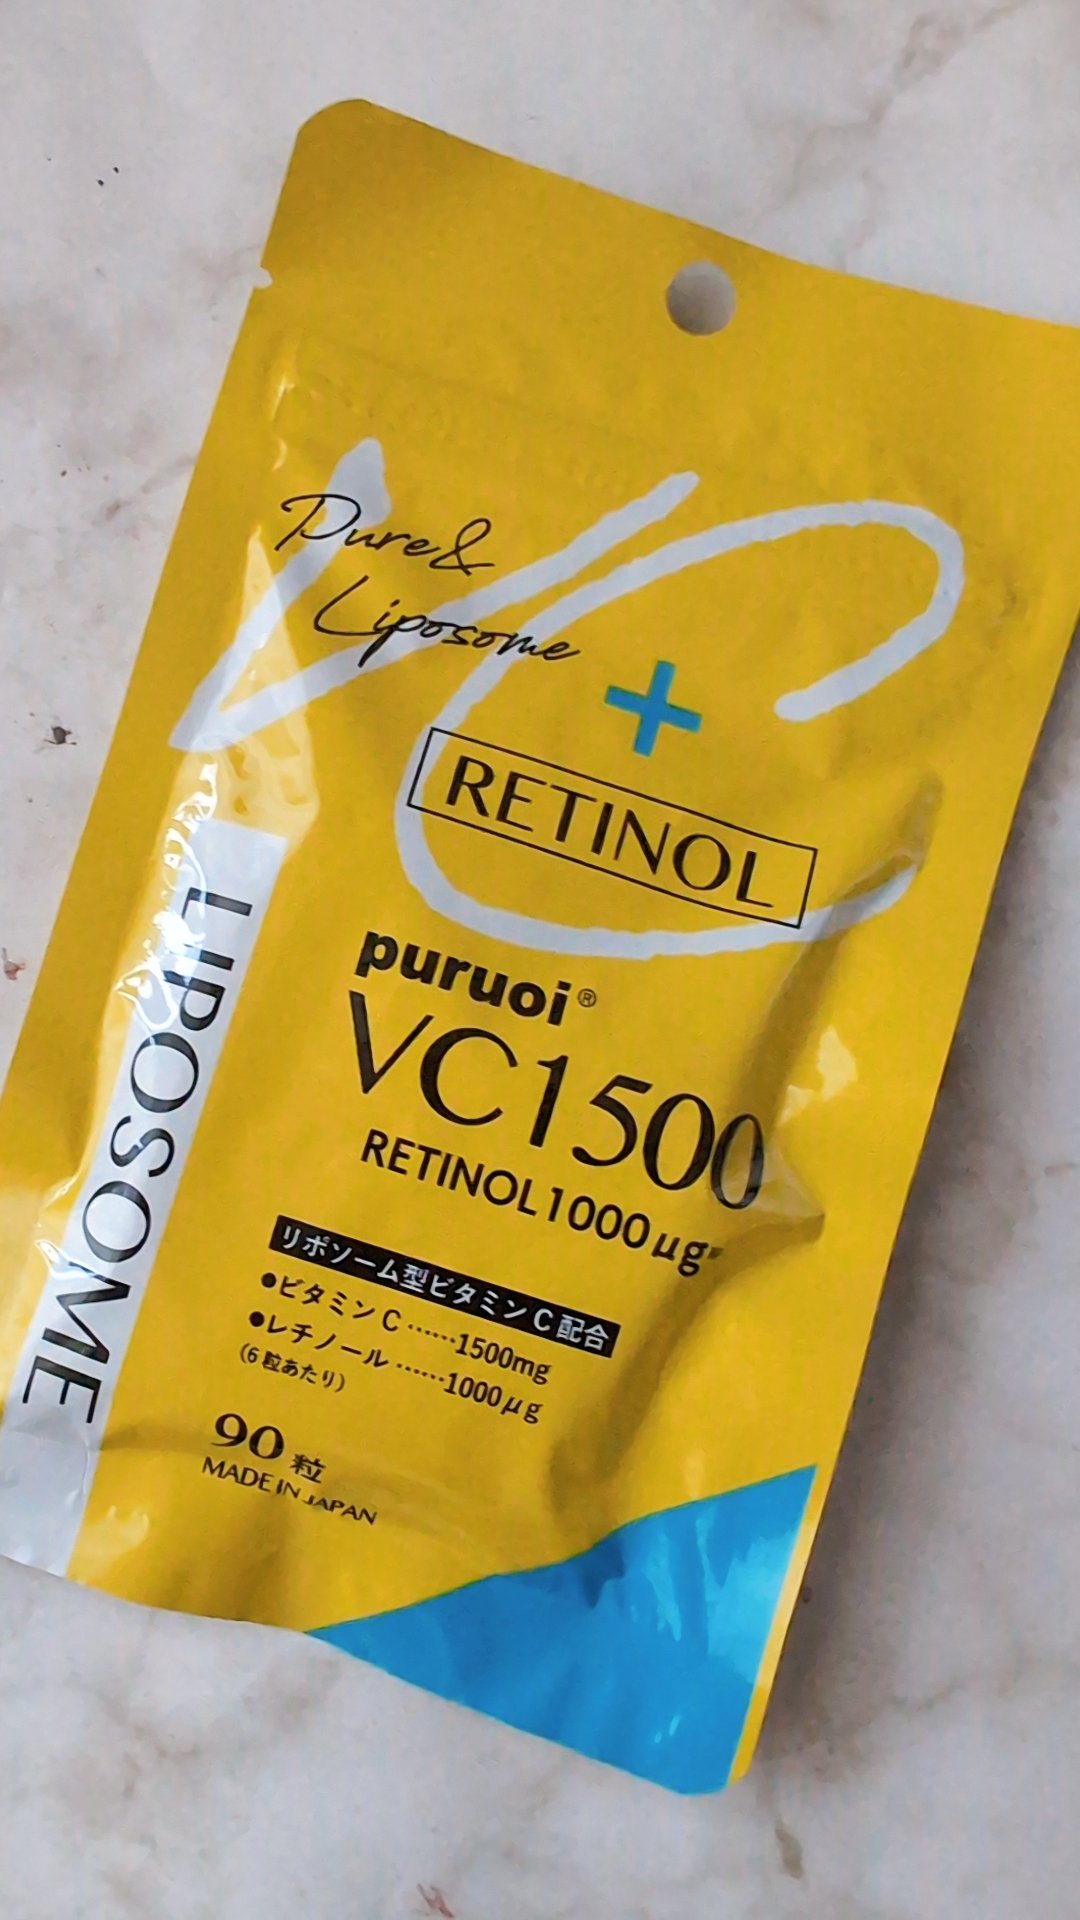 VC
Pure&
Liposome
+
RETINOL
puruoi®
VC1500
RETINOL1000μg
リポソーム型ビタミンC配合
●ビタミンC……1500mg
●レチノール……1000μg
(6粒あたり)
90粒
MADE IN JAPAN
LIPOSOME